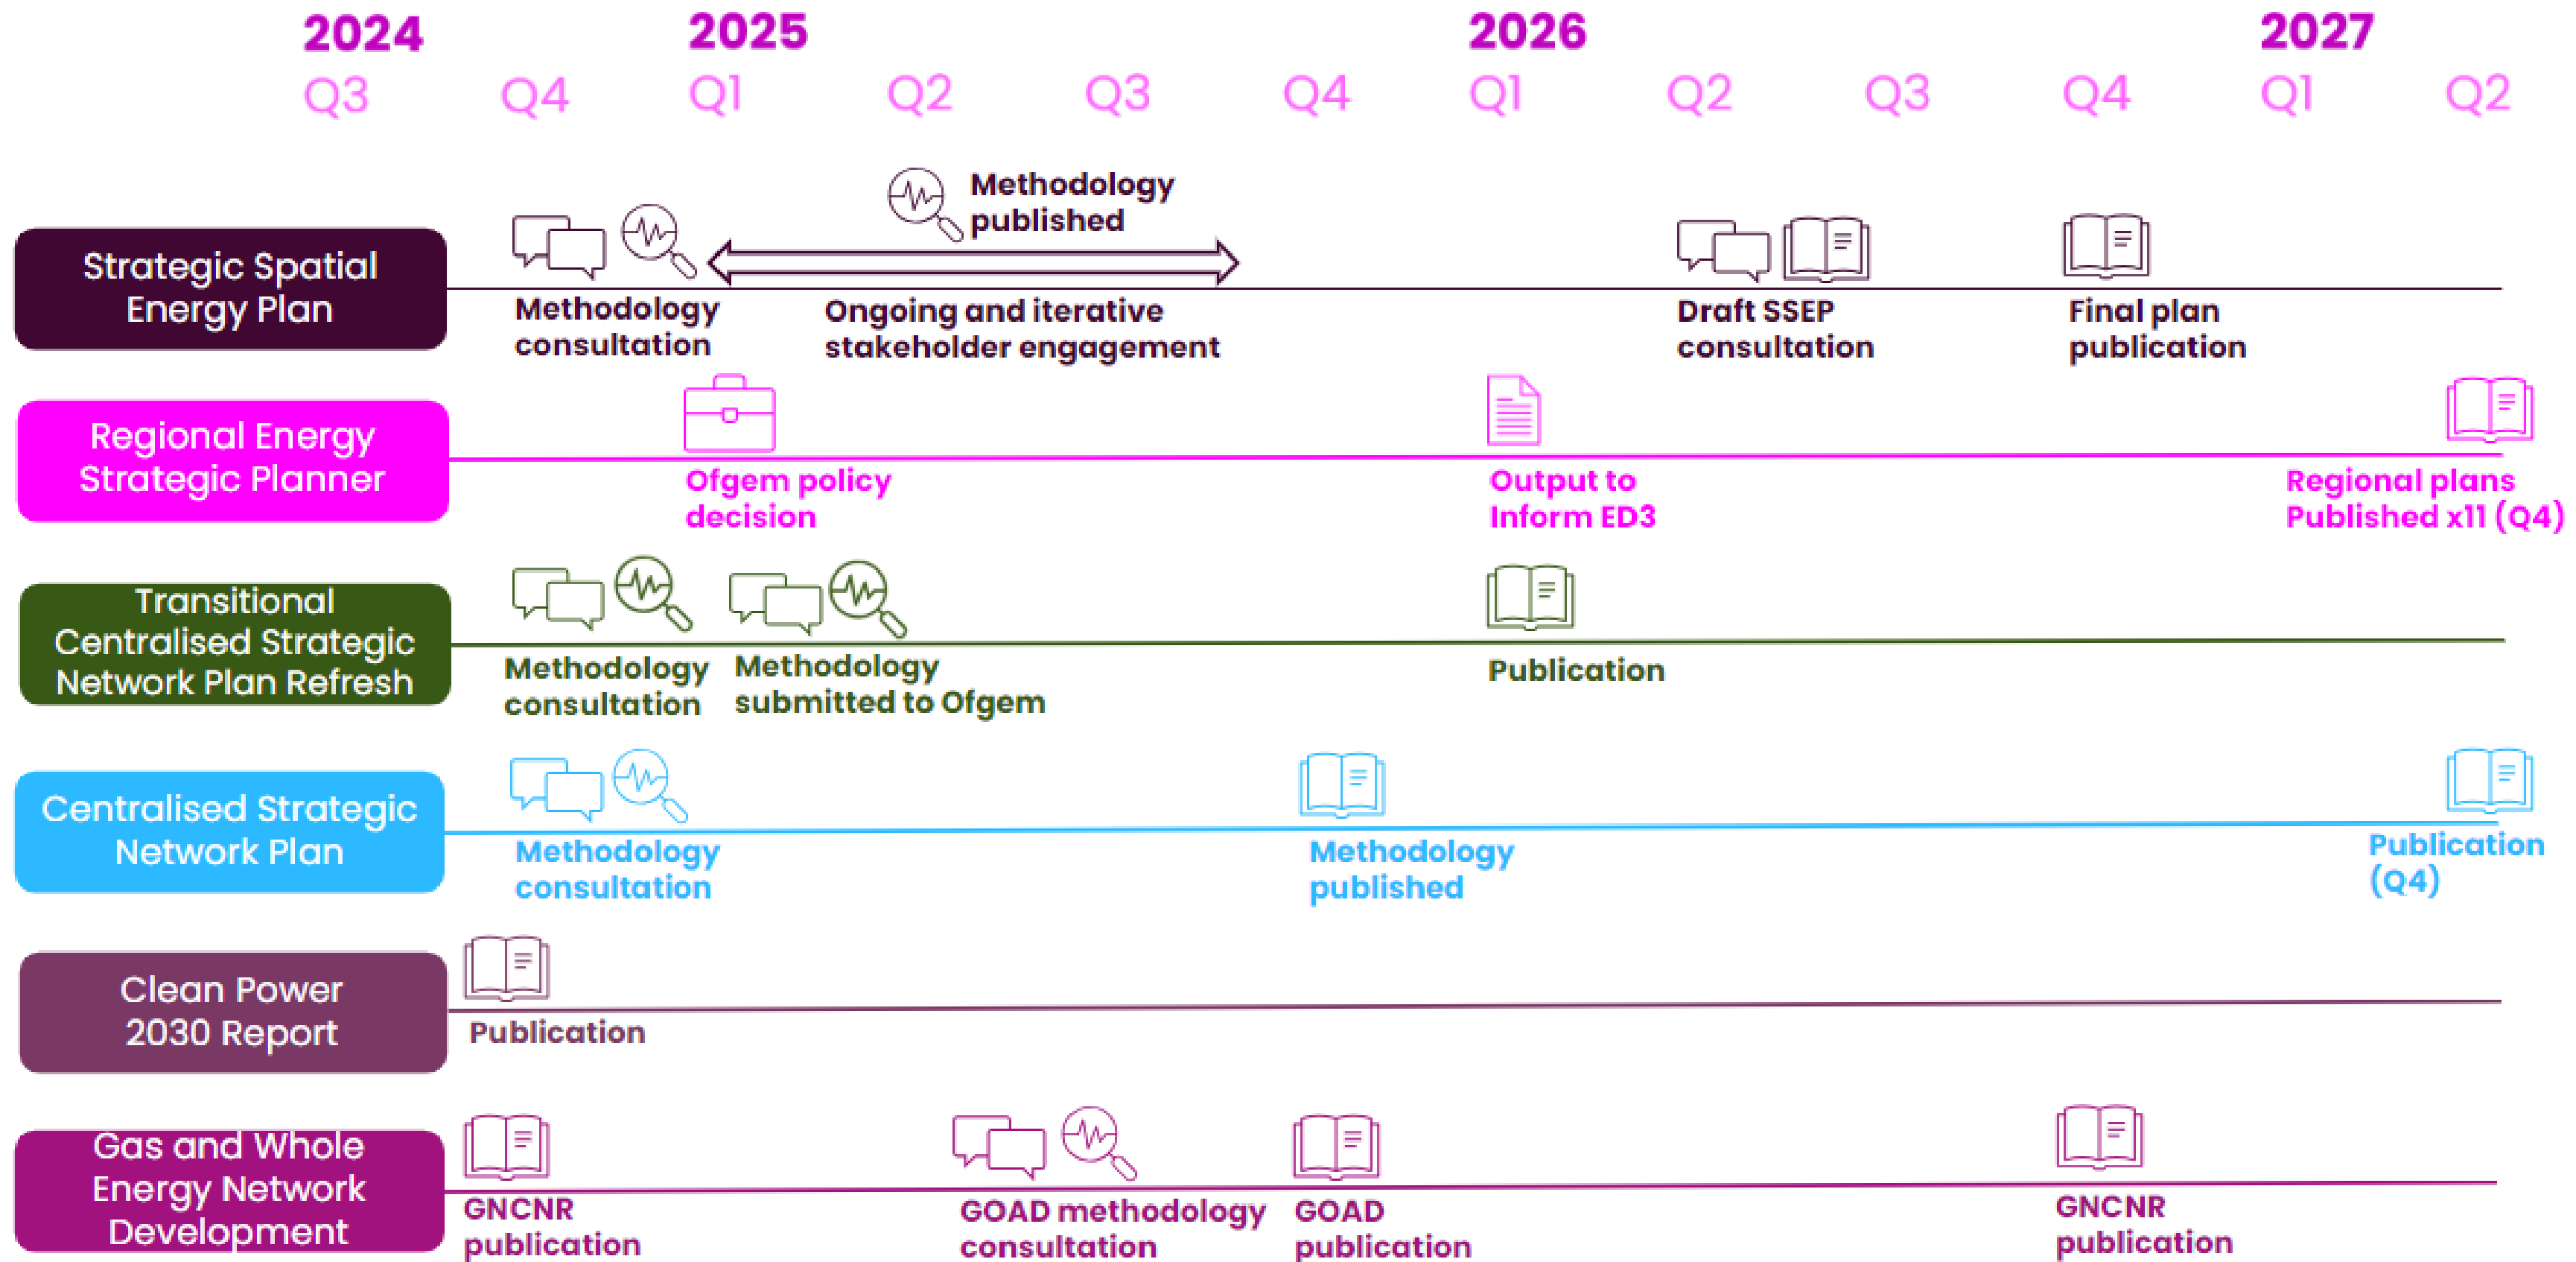 2024 2025 2026 2027
Q3 Q4 Q1 Q2 Q3 Q4 Q1 Q2 Q3 Q4 Q1 Q2
Strategic Spatial
Energy Plan
Methodology
consultation
Methodology
published
Ongoing and iterative
stakeholder engagement
Draft SSEP
consultation
Final plan
publication
Regional Energy
Strategic Planner
Ofgem policy
decision
Output to
Inform ED3
Regional plans
Published x11 (Q4)
Transitional
Centralised Strategic
Network Plan Refresh
Methodology
consultation
Methodology
submitted to Ofgem
Publication
Centralised Strategic
Network Plan
Methodology
consultation
Methodology
published
Publication
(Q4)
Clean Power
2030 Report
Publication
Gas and Whole
Energy Network
Development
GNCNR
publication
GOAD methodology
consultation
GOAD
publication
GNCNR
publication